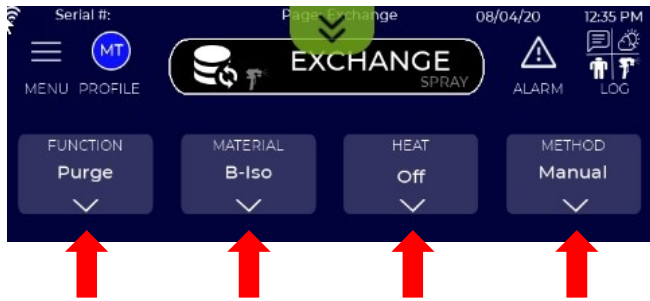 Serial #: Page: Exchange 08/04/20 12:35 PM
MT
EXCHANGE
SPRAY
MENU PROFILE ALARM LOG
FUNCTION MATERIAL HEAT METHOD
Purge B-Iso Off Manual